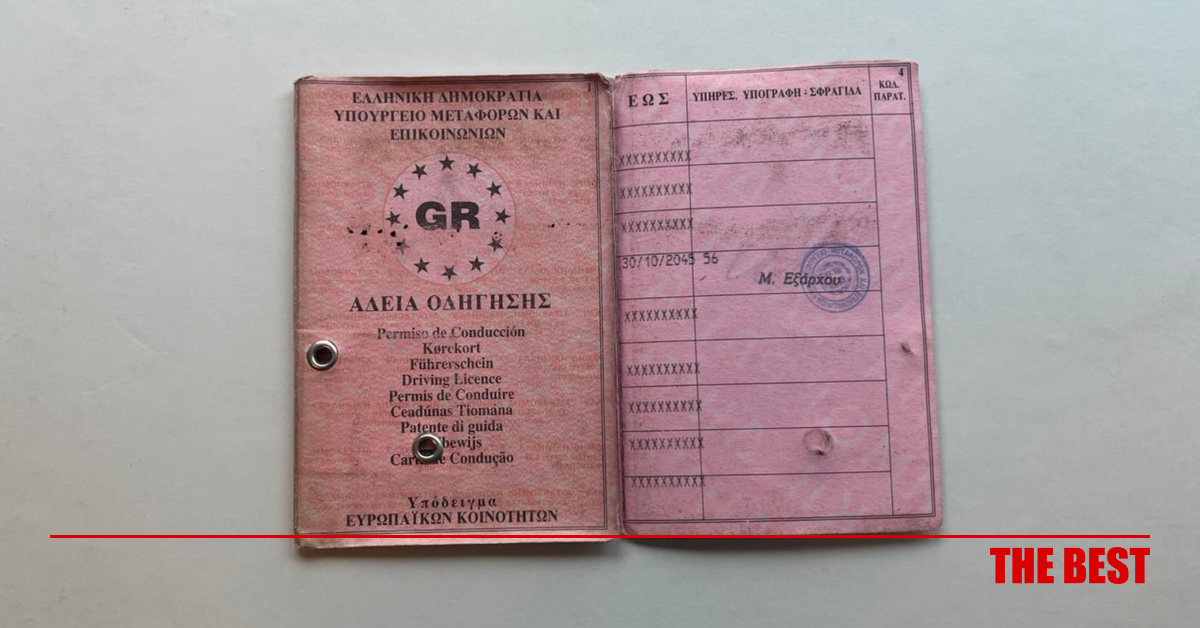 1
ΕΛΛΗΝΙΚΗ ΔΗΜΟΚΡΑΤΙΑ
ΥΠΟΥΡΓΕΙΟ ΜΕΤΑΦΟΡΩΝ ΚΑΙ
ΕΠΙΚΟΙΝΩΝΙΩΝ
GR
ΑΔΕΙΑ ΟΔΗΓΗΣΗΣ
Permiso de Conducción
Kørekort
Führerschein
Driving Licence
Permis de Conduire
Ceadúnas Tiomána
Patente di guida
Condução
Υπόδειγμα
ΕΥΡΩΠΑΪΚΩΝ ΚΟΙΝΟΤΗΤΩΝ
4
ΕΩΣ ΥΠΗΡΕΣ. ΥΠΟΓΡΑΦΗ - ΣΦΡΑΓΙΔΑ ΚΩΔ. ΠΑΡΑΤ.
XXXXXXXXXX
XXXXXXXXXX
XXXXXXXXXX
30/10/2045 56
Μ. Εξάρχου
XXXXXXXXXX
XXXXXXXXXX
XXXXXXXXXX
XXXXXXXXXX
XXXXXXXXXX
THE BEST